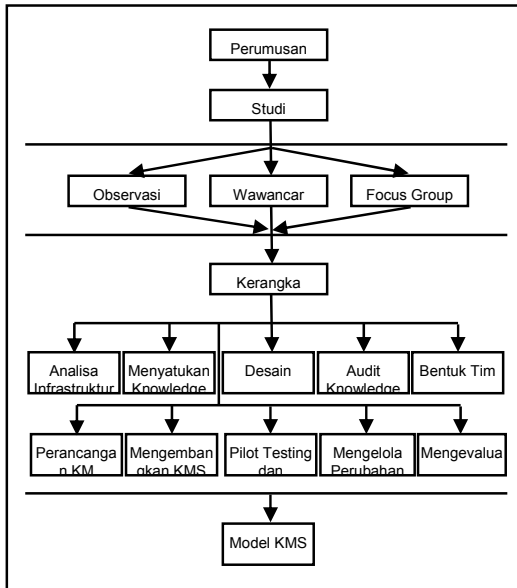 Perumusan
Studi
Observasi
Wawancar
Focus Group
Kerangka
Analisa
Infrastruktur
Menyatukan
Knowledge
Desain
Audit
Knowledge
Bentuk Tim
Perancanga
n KM
Mengemban
gkan KMS
Pilot Testing
dan
Mengelola
Perubahan
Mengevalua
Model KMS